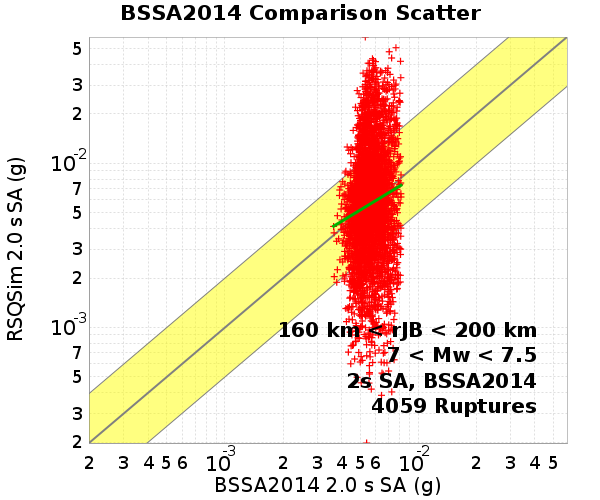 BSSA2014 Comparison Scatter
RSQSim 2.0 s SA (g)
5
3
2
10-2
7
5
3
2
10-3
7
5
3
2
160 km < rJB < 200 km
7 < Mw < 7.5
2s SA, BSSA2014
4059 Ruptures
2 3 4 5 6 10-3 2 3 4 5 6 10-2 2 3 4 5
BSSA2014 2.0 s SA (g)